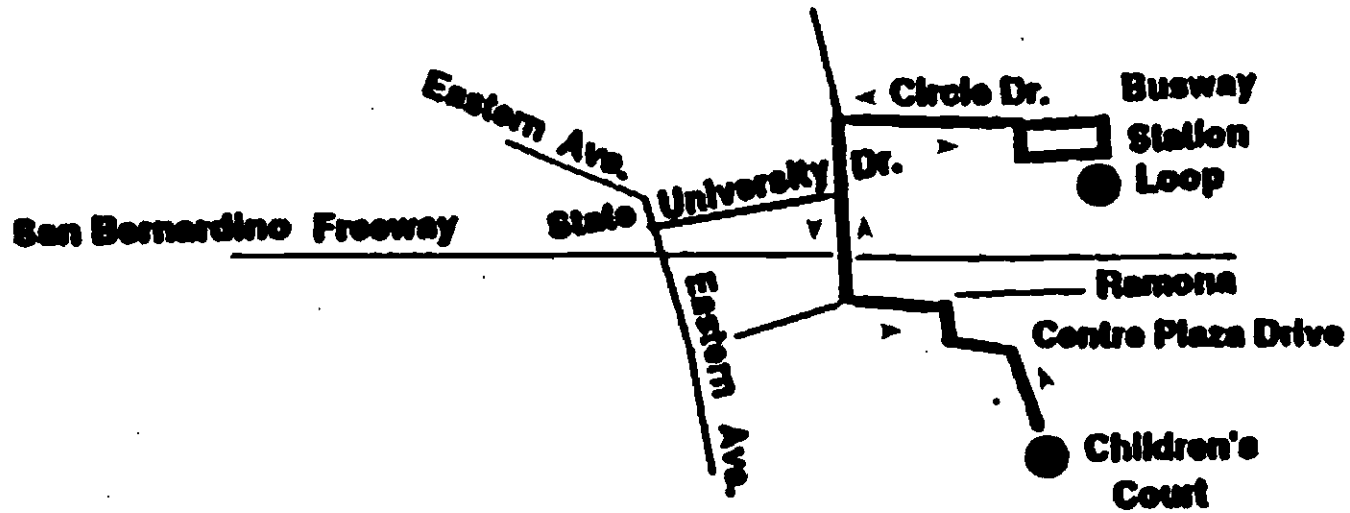 Eastern Ave.
Circle Dr.
Busway
Station
Loop
State University Dr.
San Bernardino Freeway
Eastern Ave.
Ramona
Centre Plaza Drive
Children's
Court